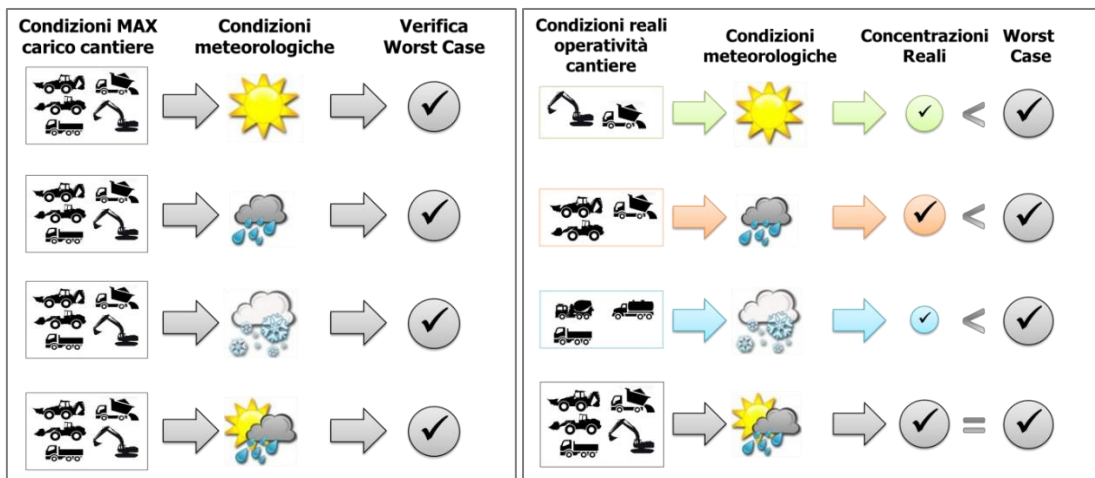 Condizioni MAX
carico cantiere
Condizioni
meteorologiche
Verifica
Worst Case
Condizioni reali
operatività
cantiere
Condizioni
meteorologiche
Concentrazioni
Reali
Worst
Case
<
<
<
=